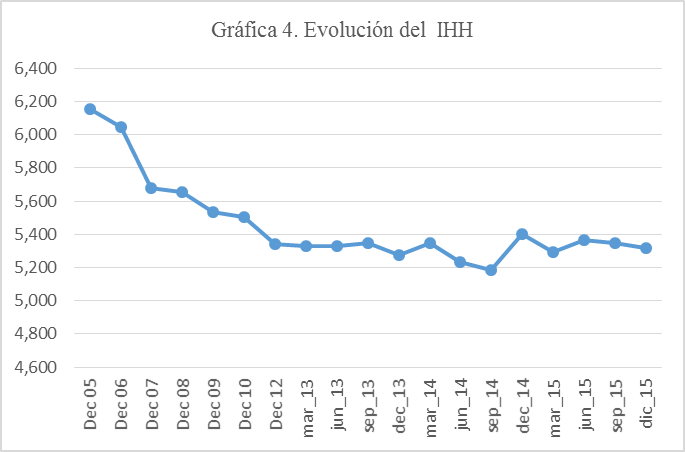 Gráfica 4. Evolución del  IHH
6,400
6,200
6,000
5,800
5,600
5,400
5,200
5,000
4,800
4,600
Dec 05
Dec 06
Dec 07
Dec 08
Dec 09
Dec 10
Dec 12
mar_13
jun_13
sep_13
dec_13
mar_14
jun_14
sep_14
dec_14
mar_15
jun_15
sep_15
dic_15